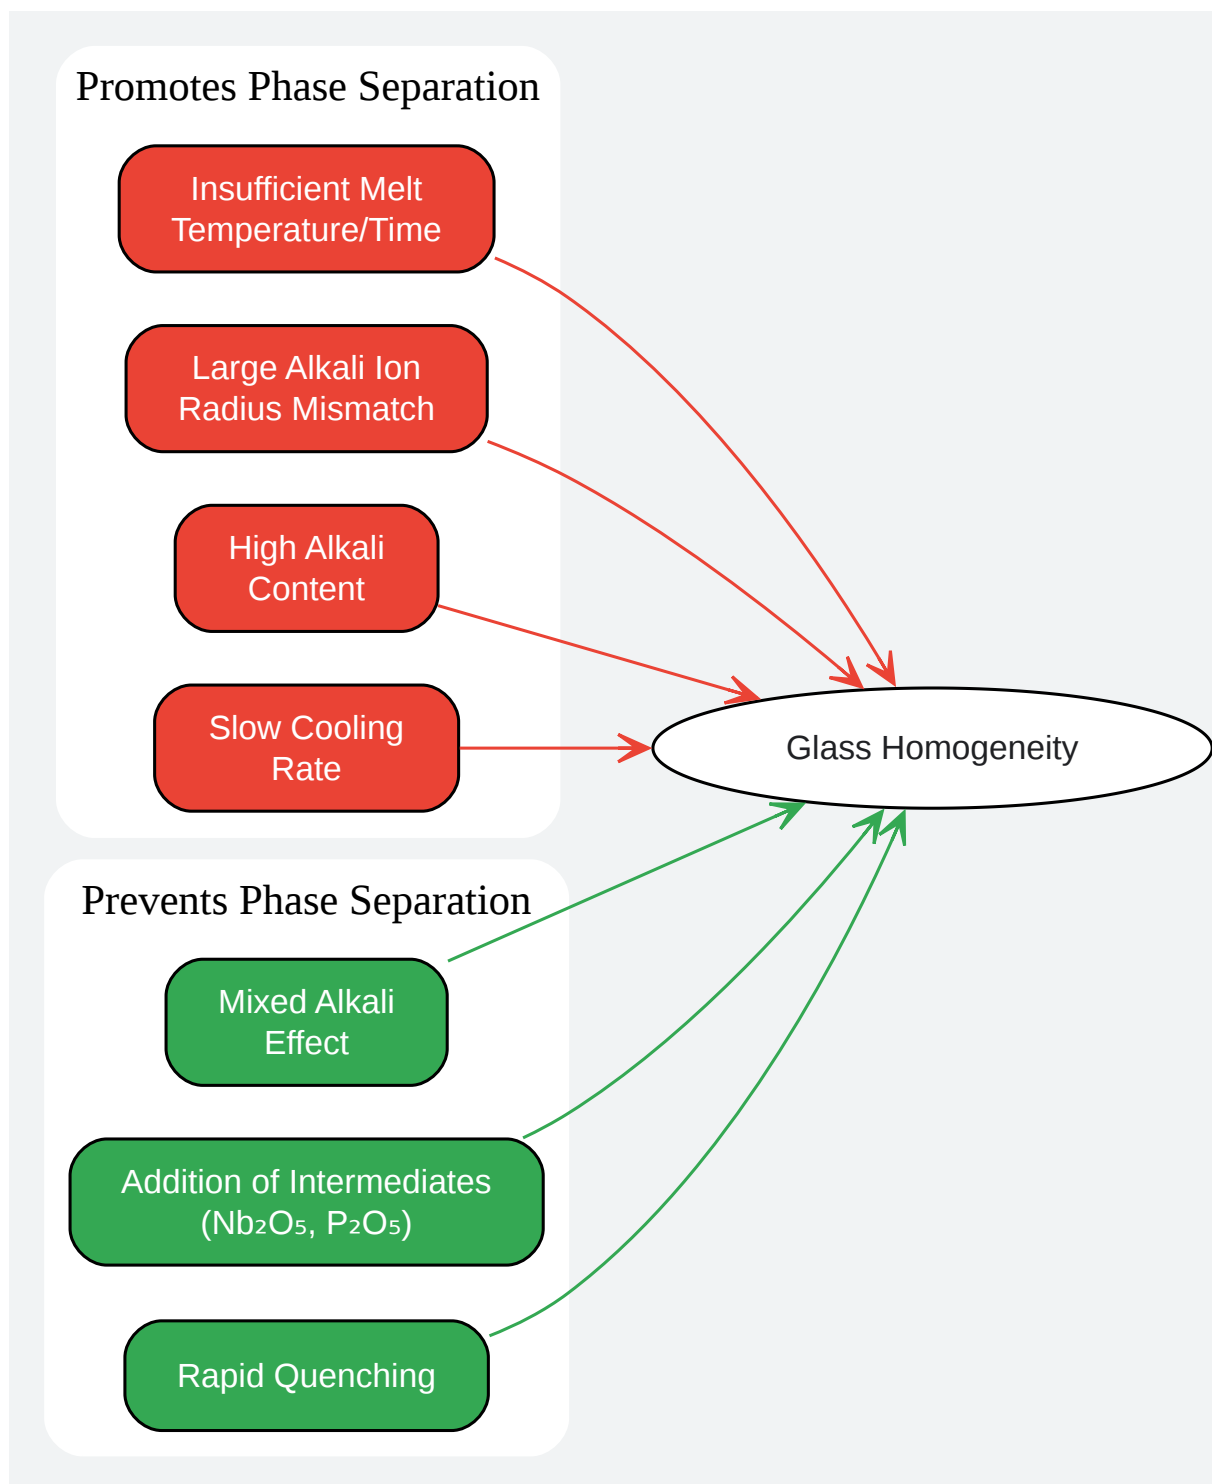 Promotes Phase Separation
Insufficient Melt
Temperature/Time
Large Alkali Ion
Radius Mismatch
High Alkali
Content
Slow Cooling
Rate
Glass Homogeneity
Prevents Phase Separation
Mixed Alkali
Effect
Addition of Intermediates
(Nb₂O₅, P₂O₅)
Rapid Quenching